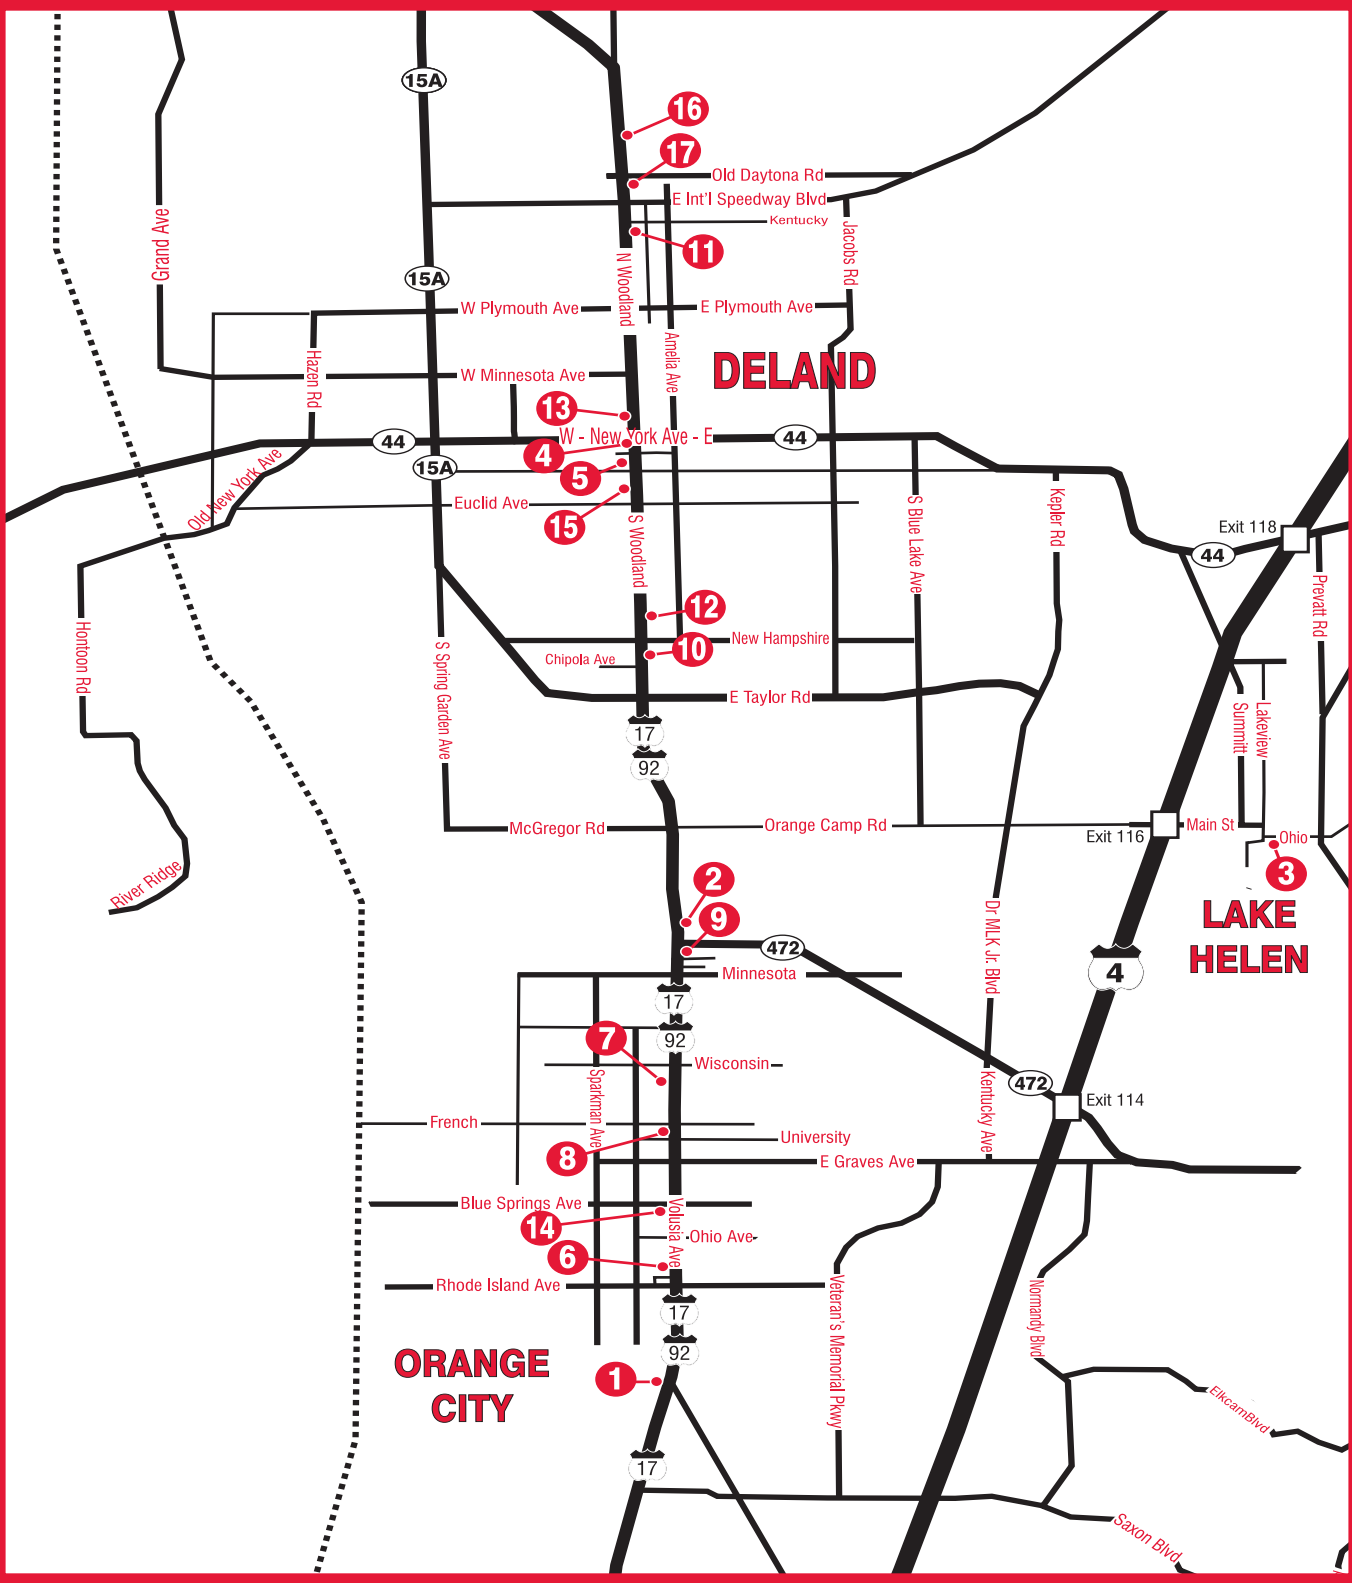 15A
16
17
Old Daytona Rd
E Int'l Speedway Blvd
Kentucky
Grand Ave
11
Jacobs Rd
15A
N Woodland
W Plymouth Ave
E Plymouth Ave
Hazen Rd
Amelia Ave
DELAND
W Minnesota Ave
13
44
W - New York Ave - E
44
4
15A
5
Old New York Ave
Euclid Ave
15
S Woodland
S Blue Lake Ave
Kepler Rd
Exit 118
44
Prevatt Rd
12
New Hampshire
10
Chipola Ave
Hontoon Rd
S Spring Garden Ave
E Taylor Rd
Summitt
Lakeview
17
92
McGregor Rd
Orange Camp Rd
Exit 116
Main St
Ohio
3
River Ridge
2
9
LAKE
HELEN
Dr MLK Jr. Blvd
472
Minnesota
4
17
7
92
Wisconsin
Sparkman Ave
Kentucky Ave
472
Exit 114
French
University
8
E Graves Ave
Blue Springs Ave
14
Volusia Ave
Ohio Ave
6
Rhode Island Ave
Veteran's Memorial Pkwy
Normandy Blvd
17
92
ORANGE
CITY
1
ElkcamBlvd
17
Saxon Blvd